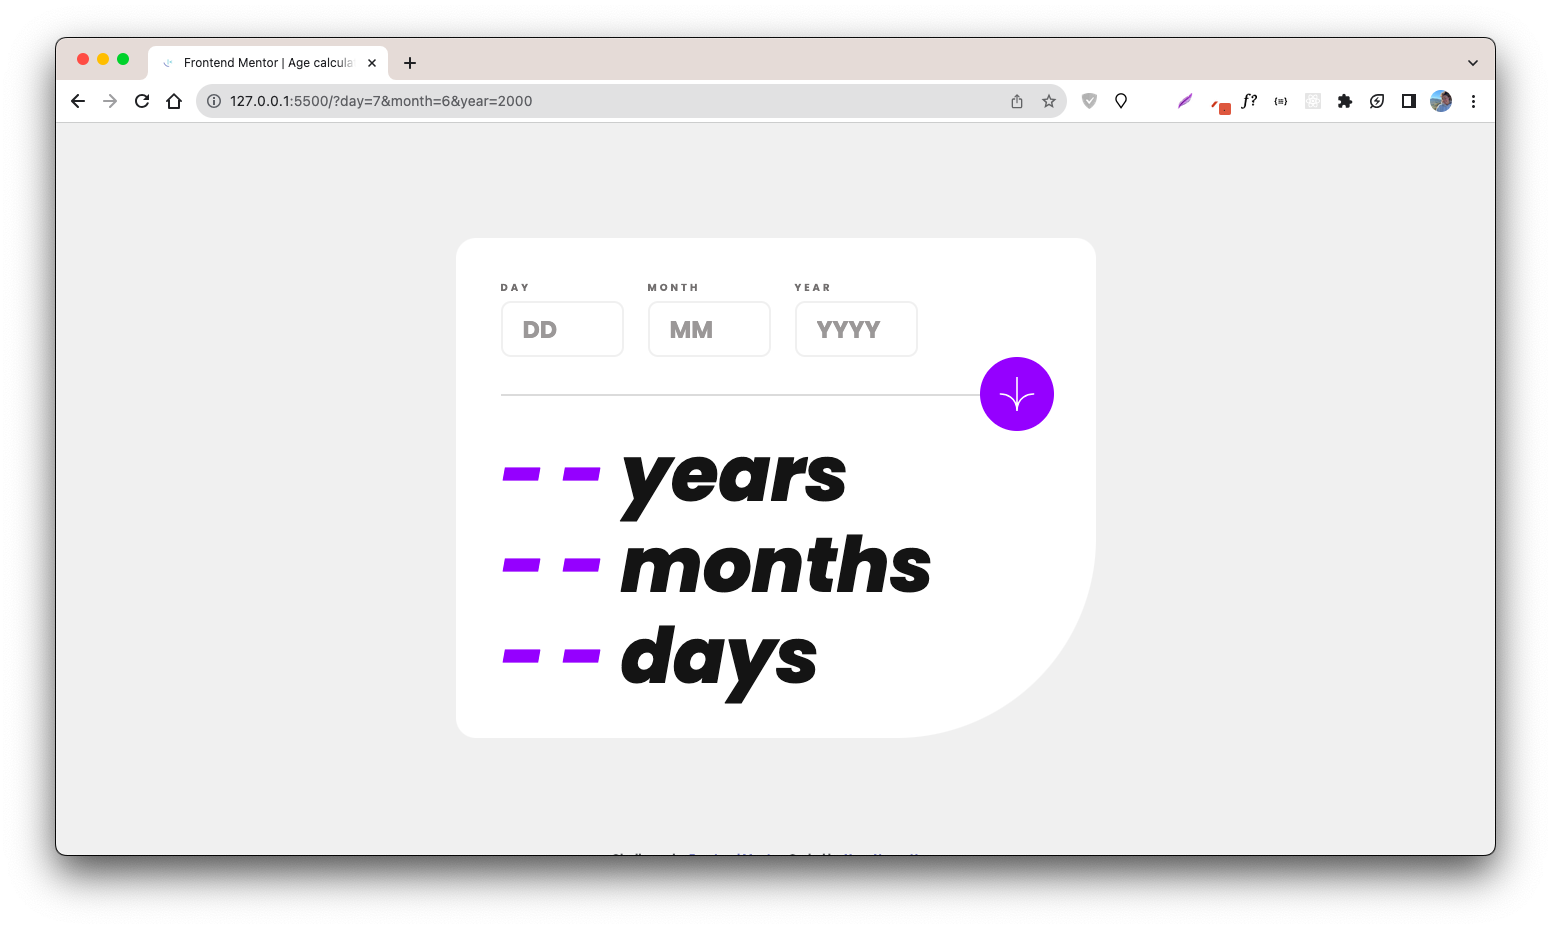 Frontend Mentor | Age calcula
127.0.0.1:5500/?day=7&month=6&year=2000
DAY MONTH YEAR
DD MM YYYY
- - years
- - months
- - days